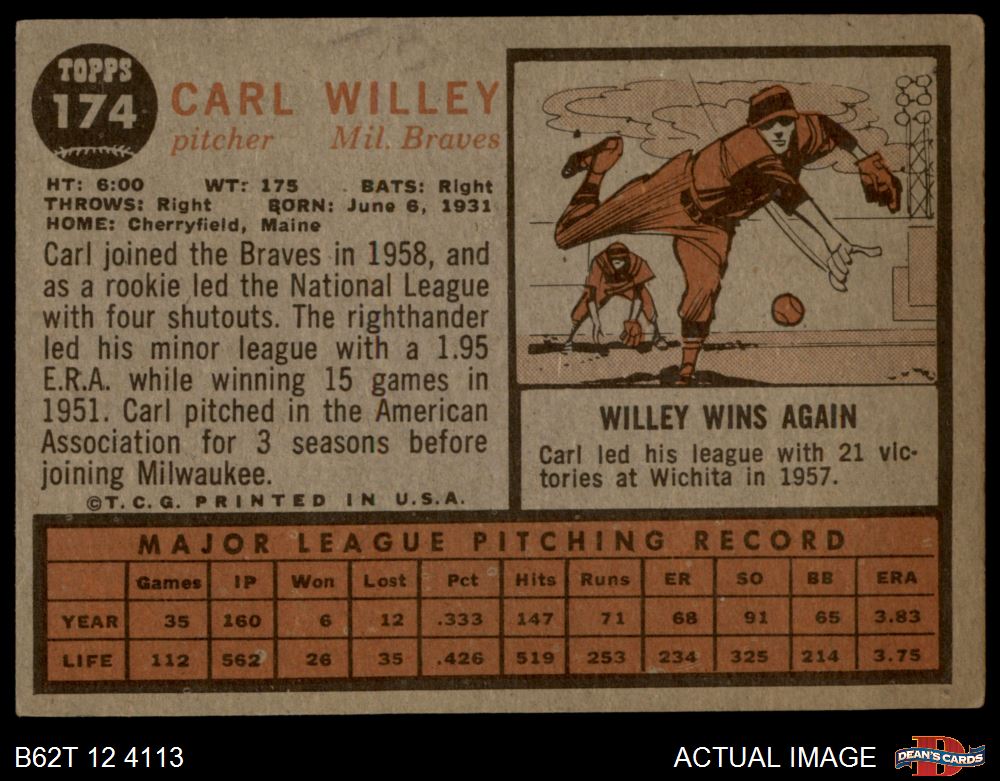 TOPPS
174
CARL WILLEY
pitcher Mil. Braves
HT: 6:00 WT: 175 BATS: Right
THROWS: Right BORN: June 6, 1931
HOME: Cherryfield, Maine
Carl joined the Braves in 1958, and
as a rookie led the National League
with four shutouts. The righthander
led his minor league with a 1.95
E.R.A. while winning 15 games in
1951. Carl pitched in the American
Association for 3 seasons before
joining Milwaukee.
©T.C.G. PRINTED IN U.S.A.
WILLEY WINS AGAIN
Carl led his league with 21 vic-
tories at Wichita in 1957.
MAJOR LEAGUE PITCHING RECORD
Games IP Won Lost Pct Hits Runs ER SO BB ERA
YEAR 35 160 6 12 .333 147 71 68 91 65 3.83
LIFE 112 562 26 35 .426 519 253 234 325 214 3.75
B62T 12 4113 ACTUAL IMAGE DEAN'S CARDS